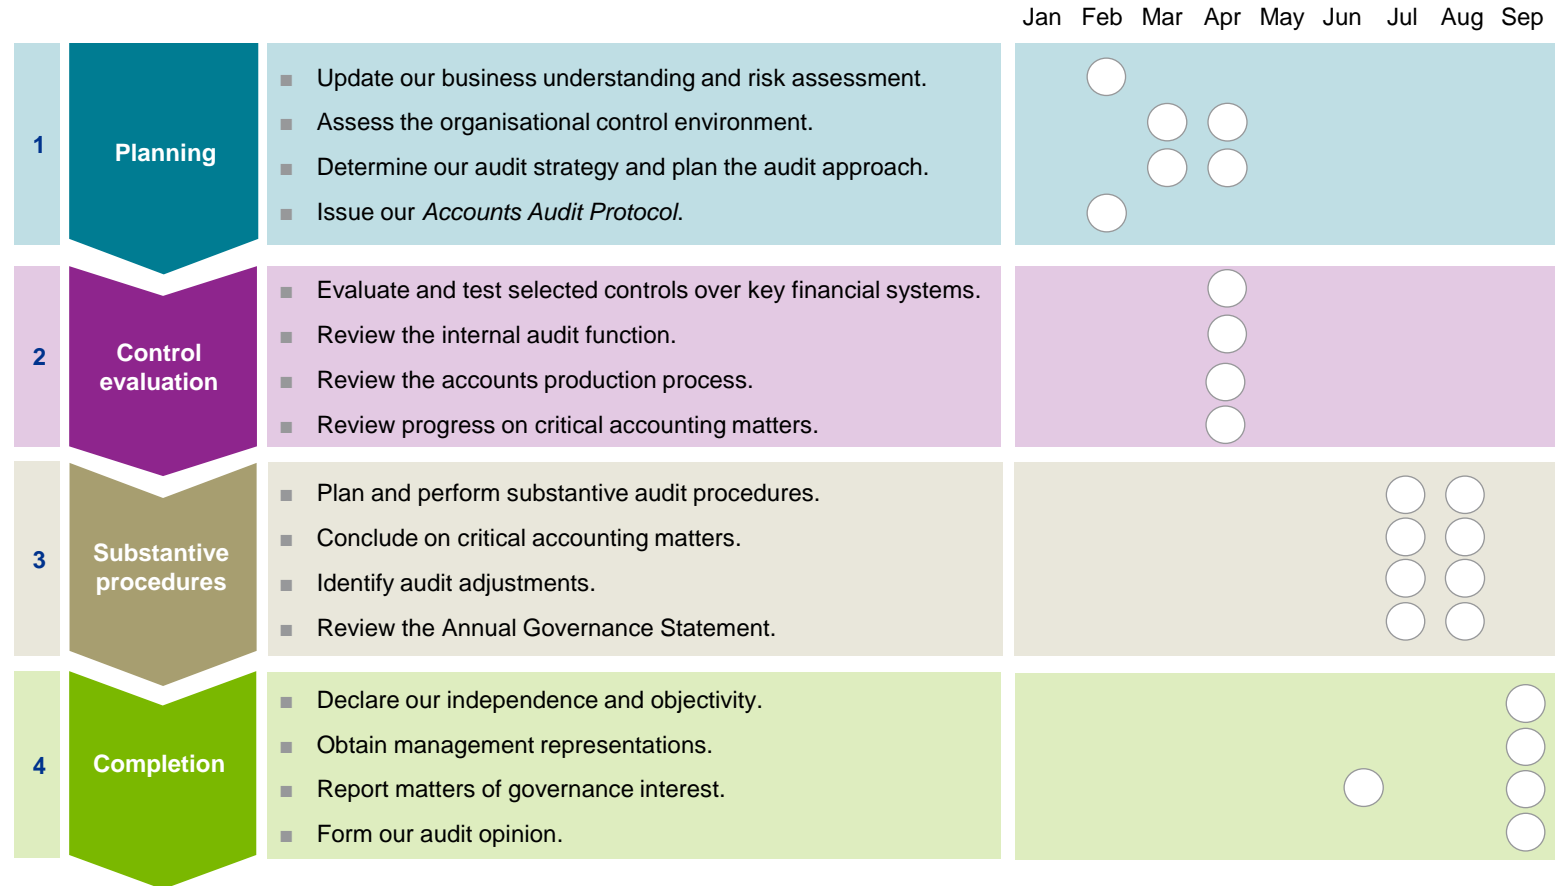 Jan Feb Mar Apr May Jun Jul Aug Sep
1
Planning
■ Update our business understanding and risk assessment.
■ Assess the organisational control environment.
■ Determine our audit strategy and plan the audit approach.
■ Issue our Accounts Audit Protocol.
2
Control
evaluation
■ Evaluate and test selected controls over key financial systems.
■ Review the internal audit function.
■ Review the accounts production process.
■ Review progress on critical accounting matters.
3
Substantive
procedures
■ Plan and perform substantive audit procedures.
■ Conclude on critical accounting matters.
■ Identify audit adjustments.
■ Review the Annual Governance Statement.
4
Completion
■ Declare our independence and objectivity.
■ Obtain management representations.
■ Report matters of governance interest.
■ Form our audit opinion.